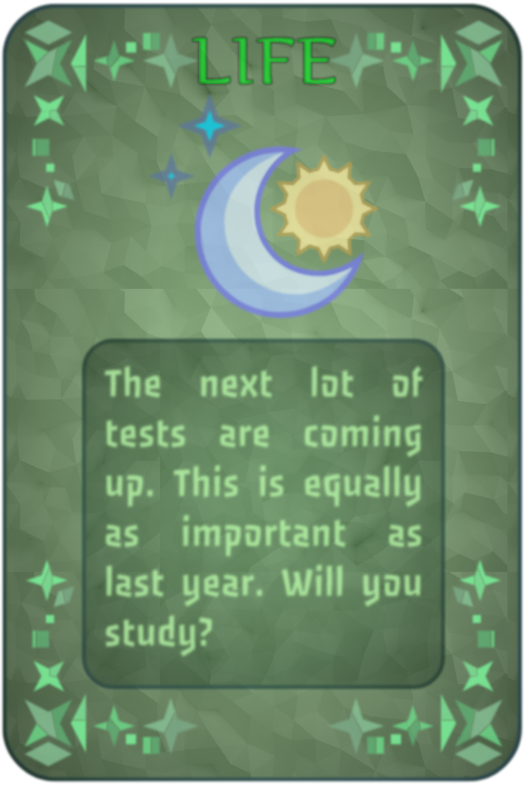 LIFE
The next lot of
tests are coming
up. This is equally
as important as
last year. Will you
study?